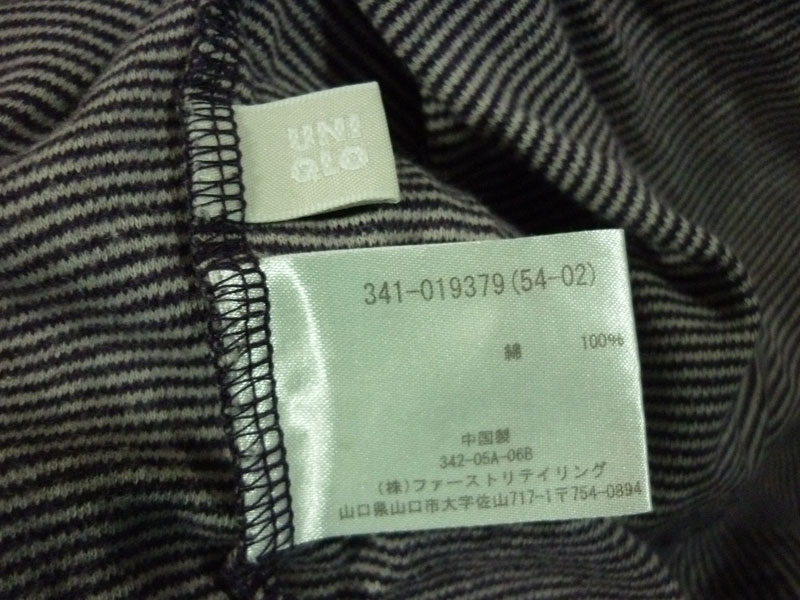 UNI
QLO
341-019379(54-02)
綿 100%
中国製
342-05A-06B
(株)ファーストリテイリング
山口県山口市大字佐山717-1〒754-0894